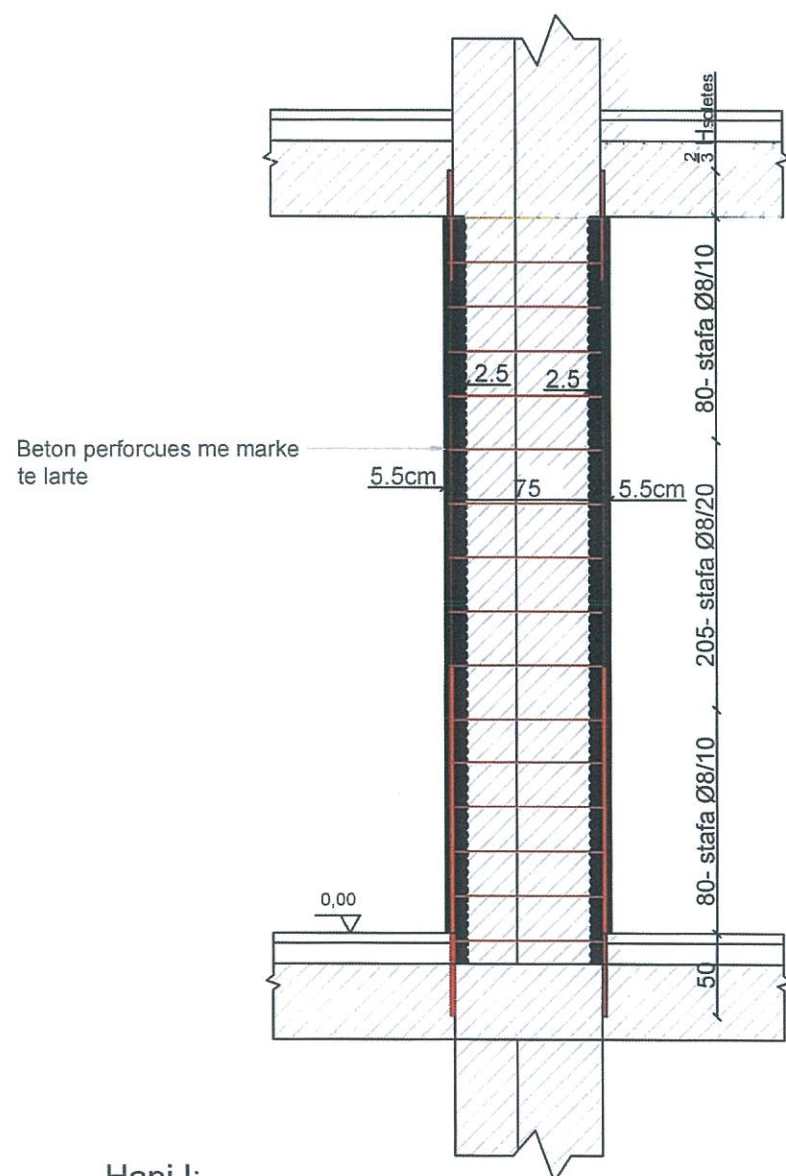 2/3 Hsoletes
80- stafa Ø8/10
2.5 2.5
Beton perforcues me marke
te larte
5.5cm 75 5.5cm
205- stafa Ø8/20
80- stafa Ø8/10
0,00
50
Hapi I: